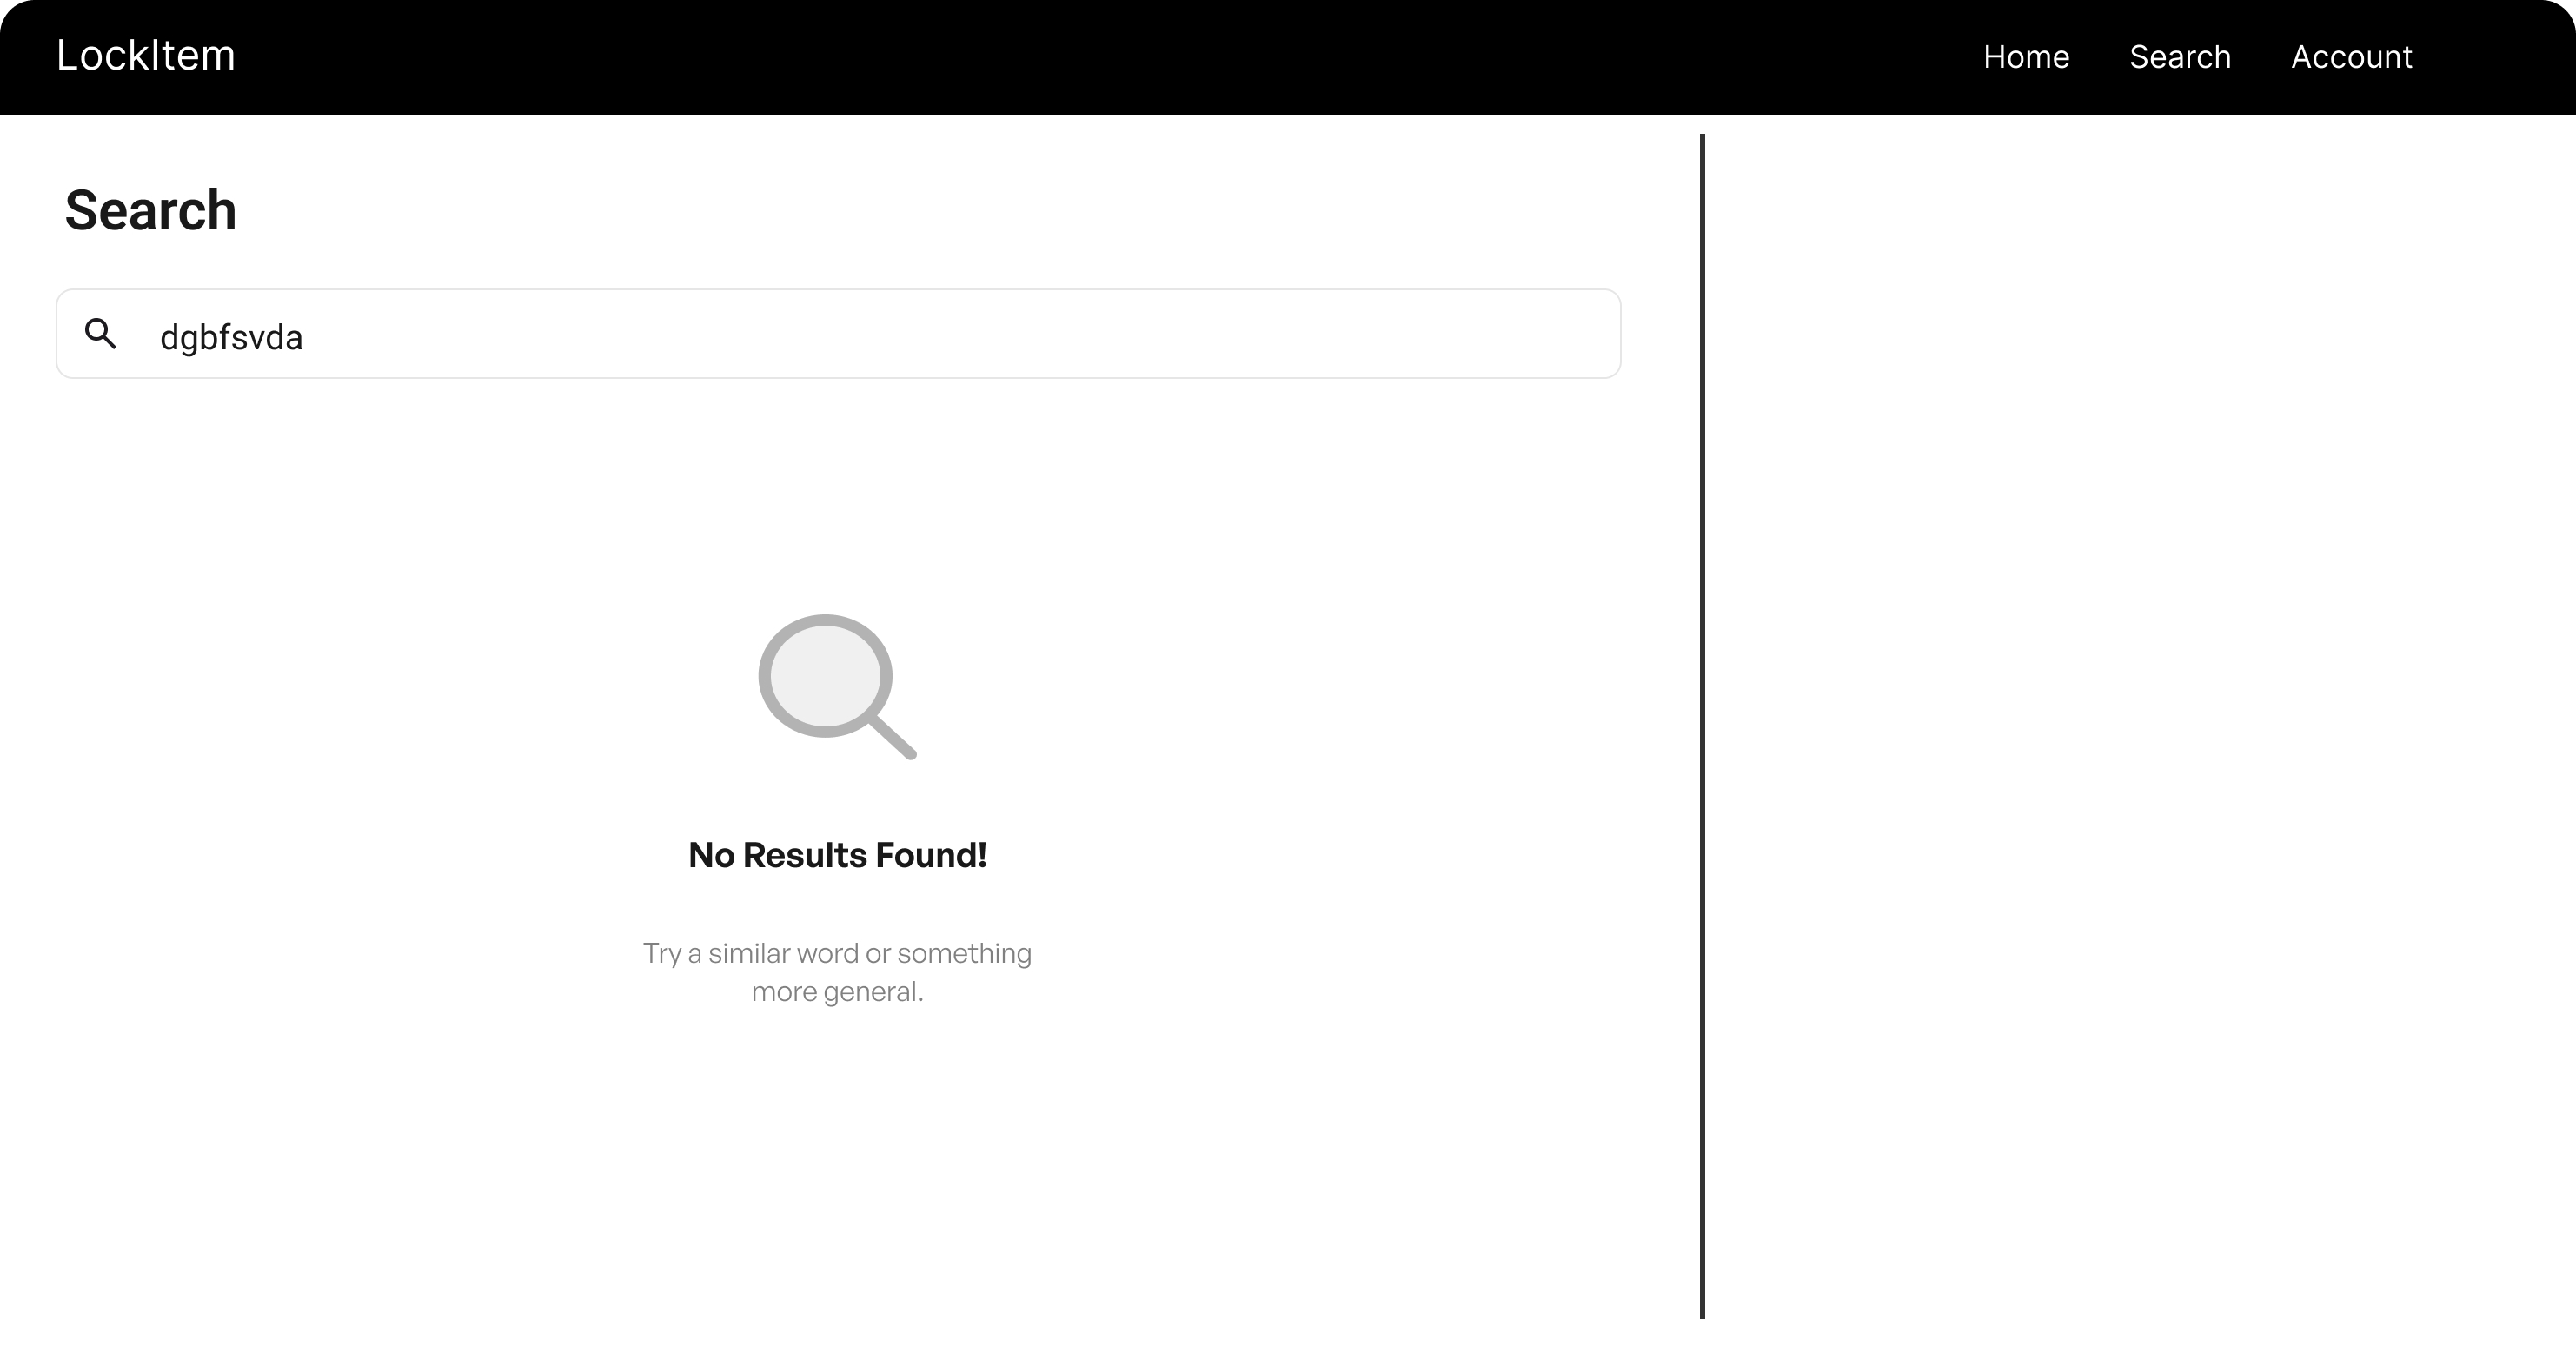 LockItem
Home Search Account
Search
dgbfsvda
No Results Found!
Try a similar word or something
more general.